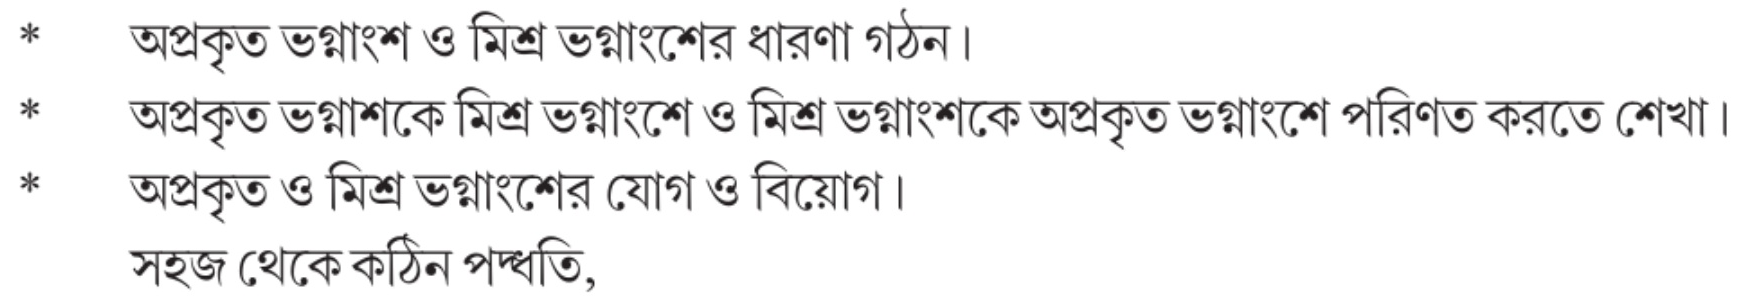 * অপ্রকৃত ভগ্নাংশ ও মিশ্র ভগ্নাংশের ধারণা গঠন।
* অপ্রকৃত ভগ্নাশকে মিশ্র ভগ্নাংশে ও মিশ্র ভগ্নাংশকে অপ্রকৃত ভগ্নাংশে পরিণত করতে শেখা।
* অপ্রকৃত ও মিশ্র ভগ্নাংশের যোগ ও বিয়োগ।
সহজ থেকে কঠিন পদ্ধতি,